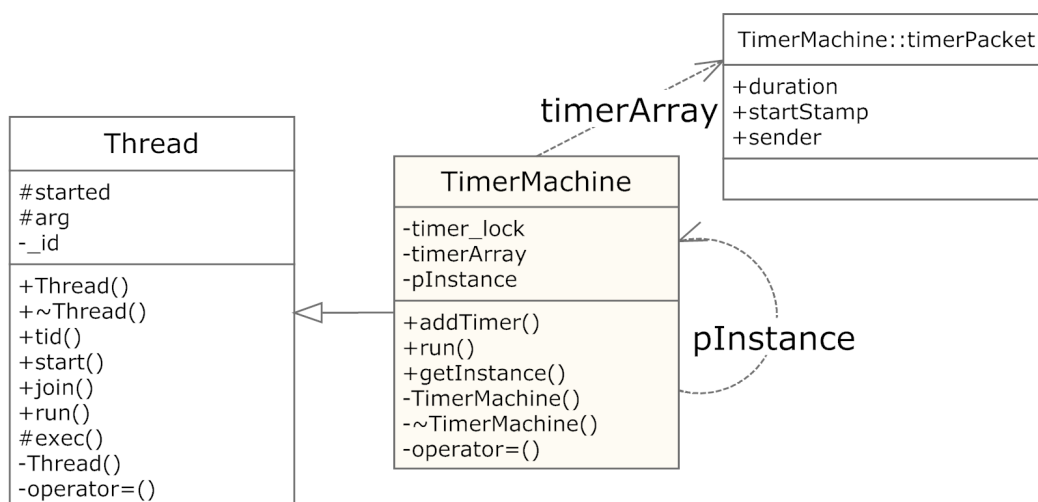 TimerMachine::timerPacket
+duration
+startStamp
+sender
timerArray
Thread
#started
#arg
-_id
+Thread()
+~Thread()
+tid()
+start()
+join()
+run()
#exec()
-Thread()
-operator=()
TimerMachine
-timer_lock
-timerArray
-pInstance
+addTimer()
+run()
+getInstance()
-TimerMachine()
-~TimerMachine()
-operator=()
pInstance